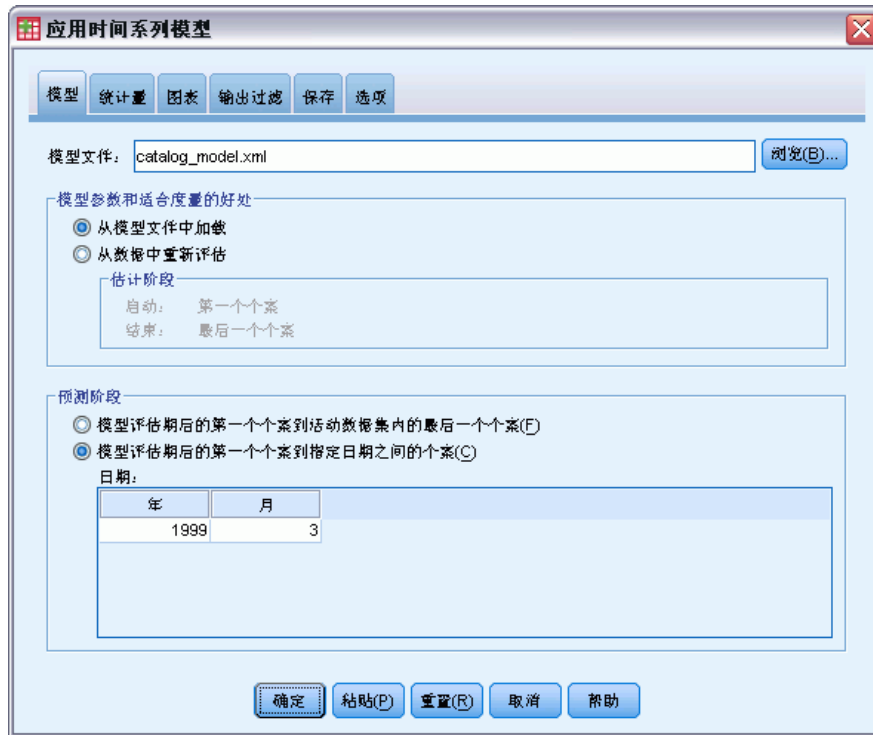 应用时间系列模型
模型 统计量 图表 输出过滤 保存 选项
模型文件： catalog_model.xml 浏览(B)...
模型参数和适合度量的好处
从模型文件中加载
从数据中重新评估
估计阶段
启动： 第一个个案
结束： 最后一个个案
预测阶段
模型评估期后的第一个个案到活动数据集内的最后一个个案(F)
模型评估期后的第一个个案到指定日期之间的个案(C)
日期：
年 月
1999 3
确定 粘贴(P) 重置(R) 取消 帮助